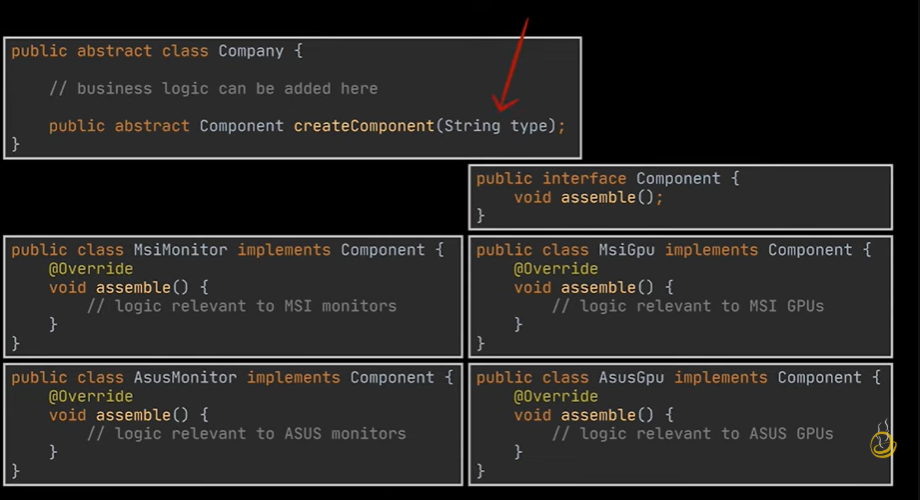 public abstract class Company {
// business logic can be added here
public abstract Component createComponent(String type);
}
public interface Component {
void assemble();
}
public class MsiMonitor implements Component {
@Override
void assemble() {
// logic relevant to MSI monitors
}
}
public class MsiGpu implements Component {
@Override
void assemble() {
// logic relevant to MSI GPUs
}
}
public class AsusMonitor implements Component {
@Override
void assemble() {
// logic relevant to ASUS monitors
}
}
public class AsusGpu implements Component {
@Override
void assemble() {
// logic relevant to ASUS GPUs
}
}